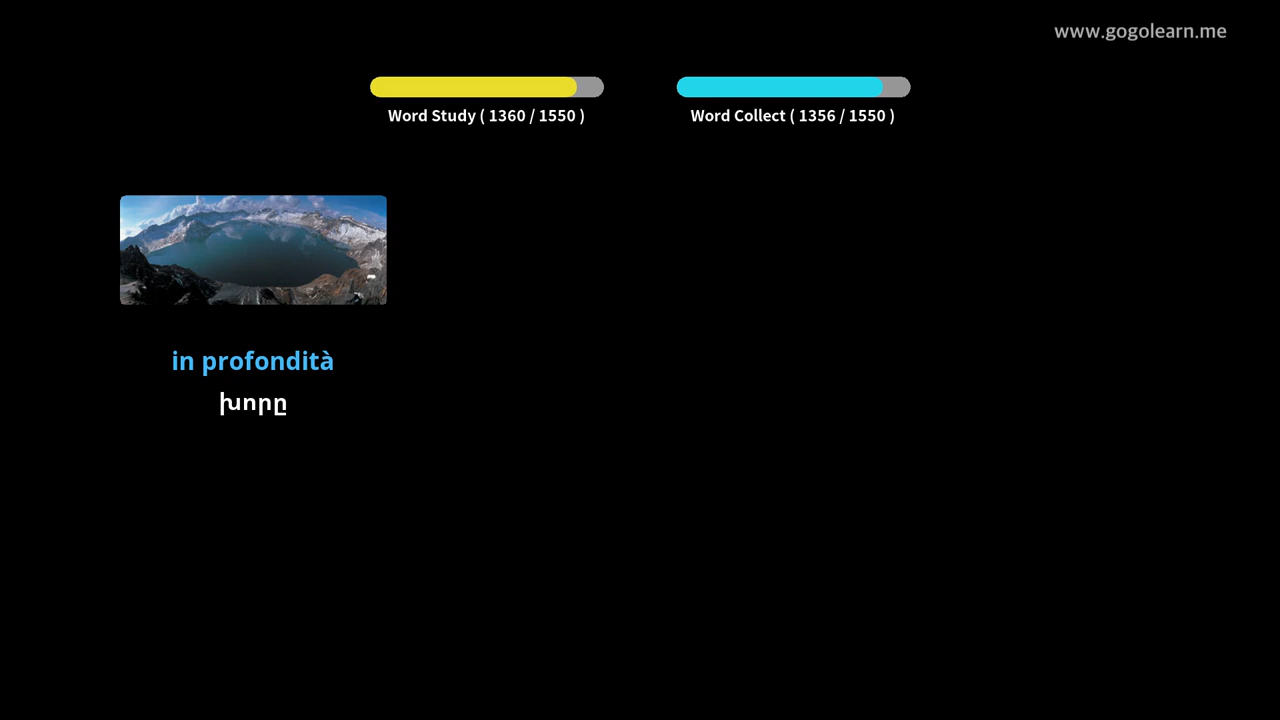 www.gogolearn.me
Word Study ( 1360 / 1550 )
Word Collect ( 1356 / 1550 )
in profondità
խորը